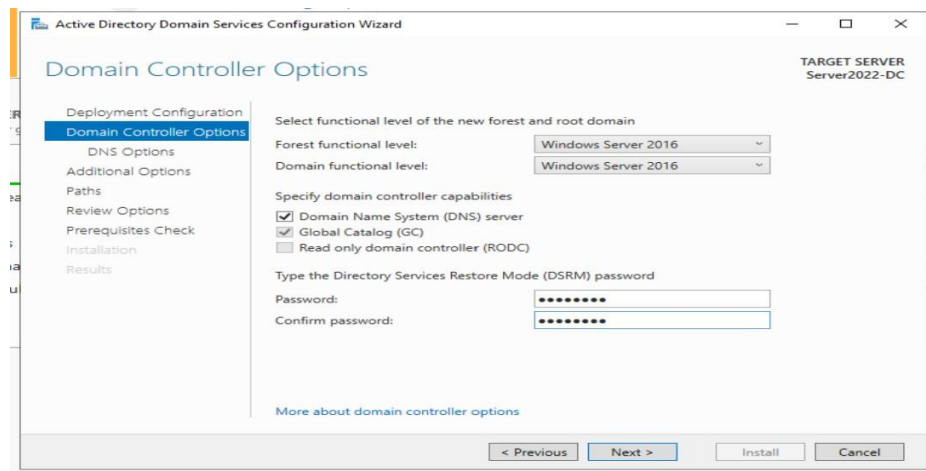 Active Directory Domain Services Configuration Wizard
Domain Controller Options
TARGET SERVER
Server2022-DC
Deployment Configuration
Domain Controller Options
DNS Options
Additional Options
Paths
Review Options
Prerequisites Check
Installation
Results
Select functional level of the new forest and root domain
Forest functional level: Windows Server 2016
Domain functional level: Windows Server 2016
Specify domain controller capabilities
Domain Name System (DNS) server
Global Catalog (GC)
Read only domain controller (RODC)
Type the Directory Services Restore Mode (DSRM) password
Password: ••••••••
Confirm password: ••••••••
More about domain controller options
< Previous Next > Install Cancel